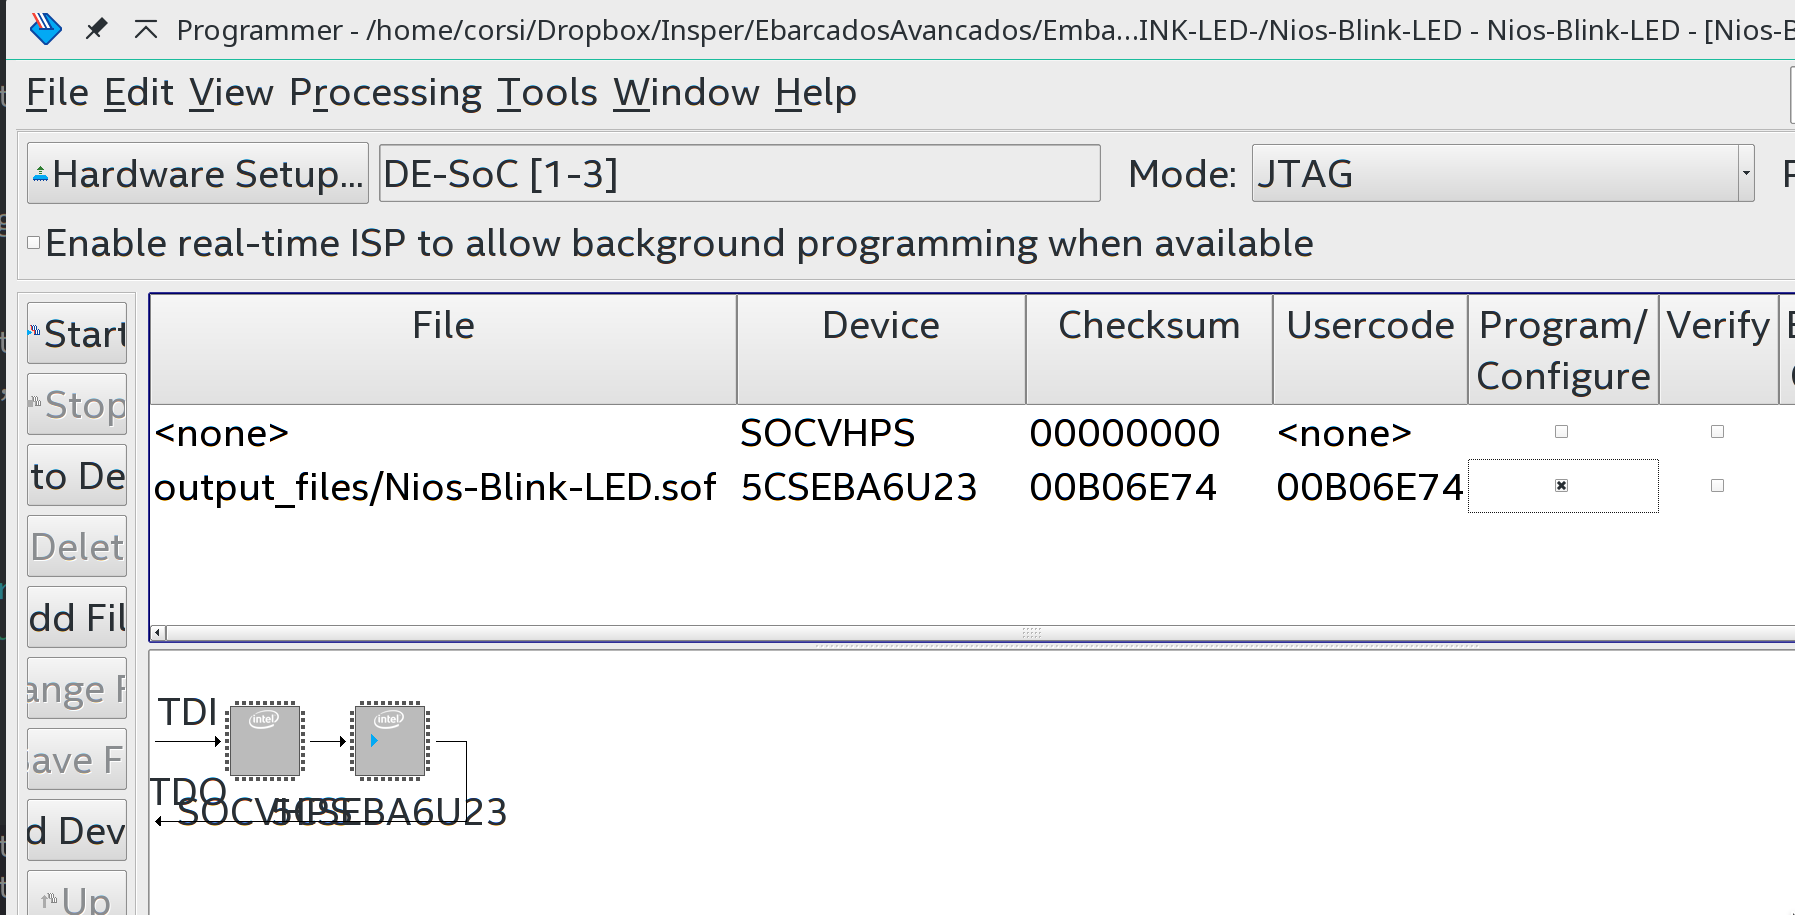 Programmer - /home/corsi/Dropbox/Insper/EbarcadosAvancados/Emba...INK-LED-/Nios-Blink-LED - Nios-Blink-LED - [Nios-B
File Edit View Processing Tools Window Help
Hardware Setup... DE-SoC [1-3] Mode: JTAG
Enable real-time ISP to allow background programming when available
File Device Checksum Usercode Program/ Verify
Configure
<none> SOCVHPS 00000000 <none>
output_files/Nios-Blink-LED.sof 5CSEBA6U23 00B06E74 00B06E74
Start
Stop
to De
Delet
dd Fil
ange F
ave F
d Dev
Up
TDI
intel
intel
TDO
SOCVHPS
5CSEBA6U23